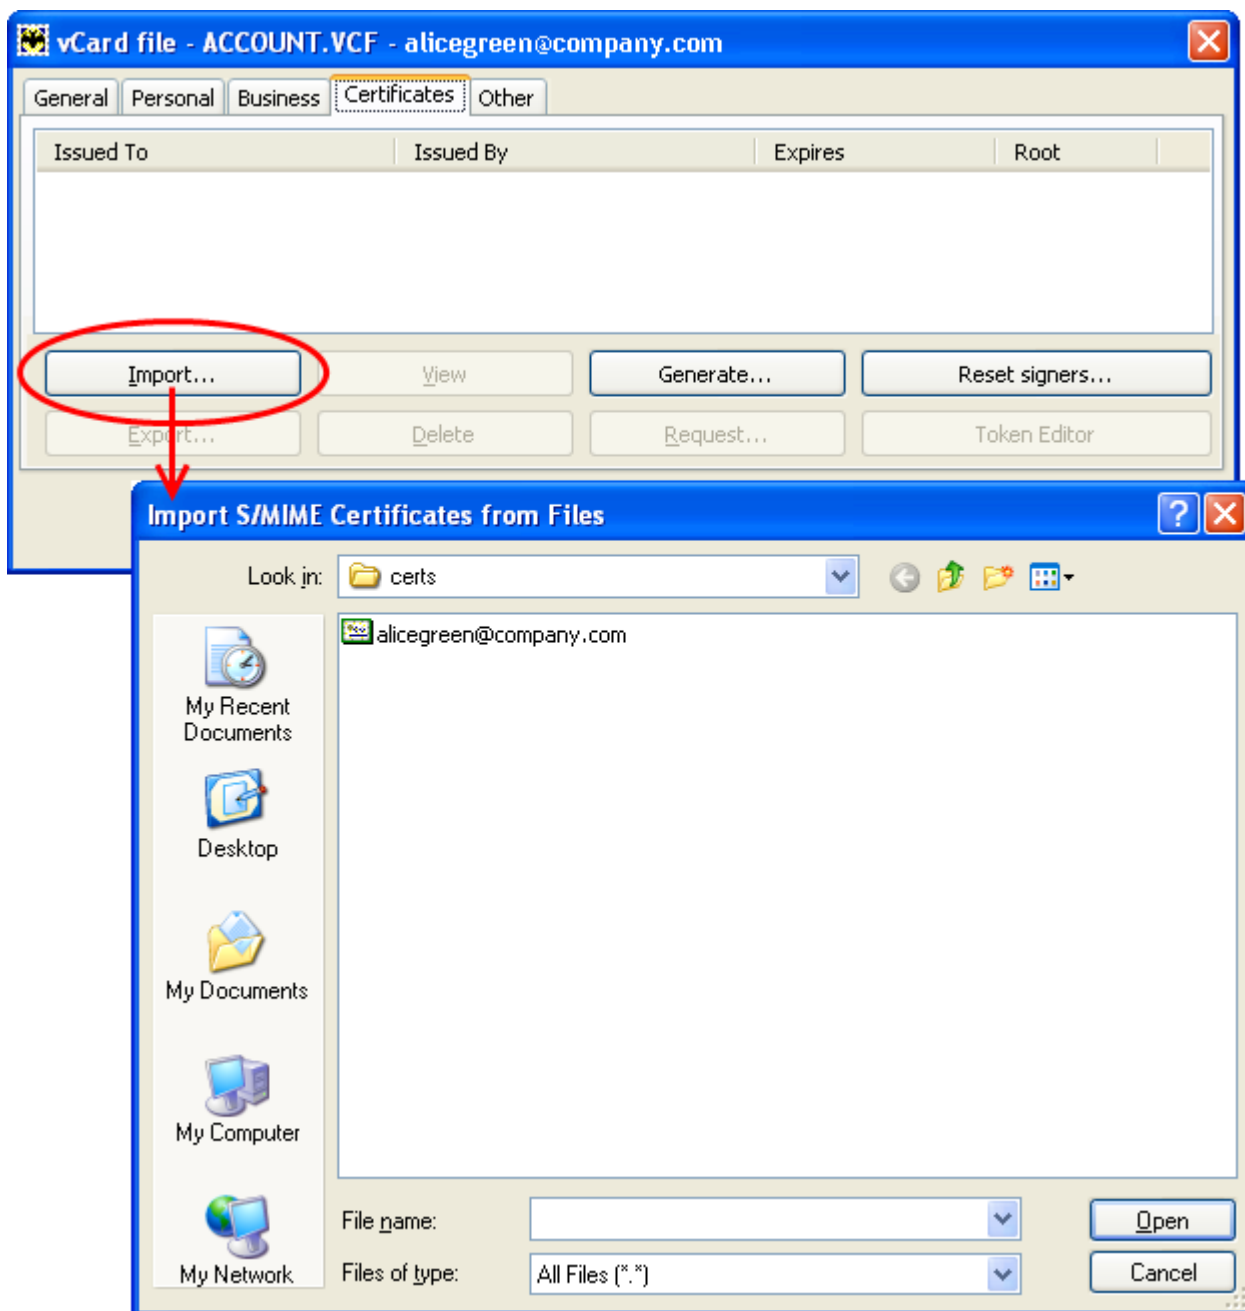 vCard file - ACCOUNT.VCF - alicegreen@company.com
General Personal Business Certificates Other
Issued To Issued By Expires Root
Import... View Generate... Reset signers...
Export... Delete Request... Token Editor
Import S/MIME Certificates from Files
Look in: certs
alicegreen@company.com
My Recent
Documents
Desktop
My Documents
My Computer
My Network
File name: Open
Files of type: All Files (*.*) Cancel